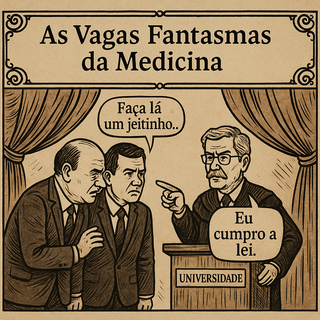 As Vagas Fantasmas
da Medicina
Faça lá
um jeitinho..
Eu
cumpro a
lei.
UNIVERSIDADE